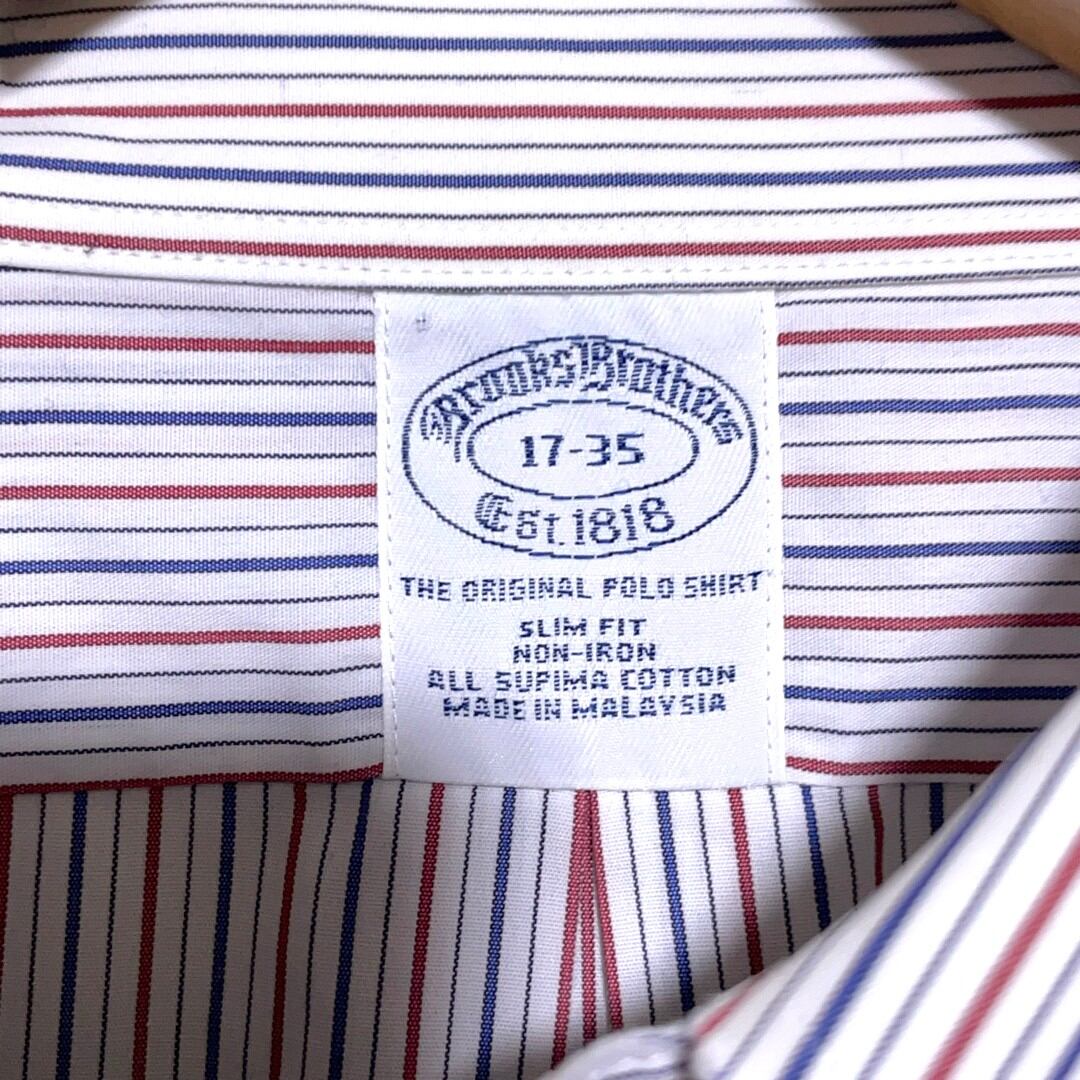 Brooks Brothers
17-35
Est. 1818
THE ORIGINAL POLO SHIRT
SLIM FIT
NON-IRON
ALL SUPIMA COTTON
MADE IN MALAYSIA